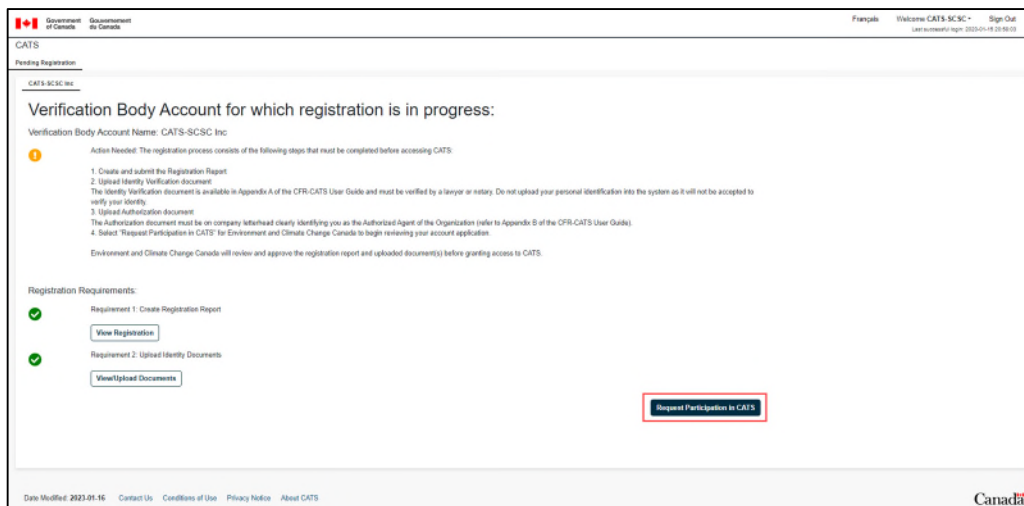 Government of Canada
Gouvernement du Canada
Français Welcome CATS-SCSC Sign Out
Last successful login: 2023-01-15 20:58:03
CATS
Pending Registration
CATS-SCSC Inc
Verification Body Account for which registration is in progress:
Verification Body Account Name: CATS-SCSC Inc
Action Needed: The registration process consists of the following steps that must be completed before accessing CATS:
1. Create and submit the Registration Report
2. Upload Identity Verification document
The Identity Verification document is available in Appendix A of the CFR-CATS User Guide and must be verified by a lawyer or notary. Do not upload your personal identification into the system as it will not be accepted to
verify your identity.
3. Upload Authorization document
The Authorization document must be on company letterhead clearly identifying you as the Authorized Agent of the Organization (refer to Appendix B of the CFR-CATS User Guide).
4. Select "Request Participation in CATS" for Environment and Climate Change Canada to begin reviewing your account application.
Environment and Climate Change Canada will review and approve the registration report and uploaded document(s) before granting access to CATS.
Registration Requirements:
Requirement 1: Create Registration Report
View Registration
Requirement 2: Upload Identity Documents
View/Upload Documents
Request Participation in CATS
Date Modified: 2023-01-16 Contact Us Conditions of Use Privacy Notice About CATS
Canada